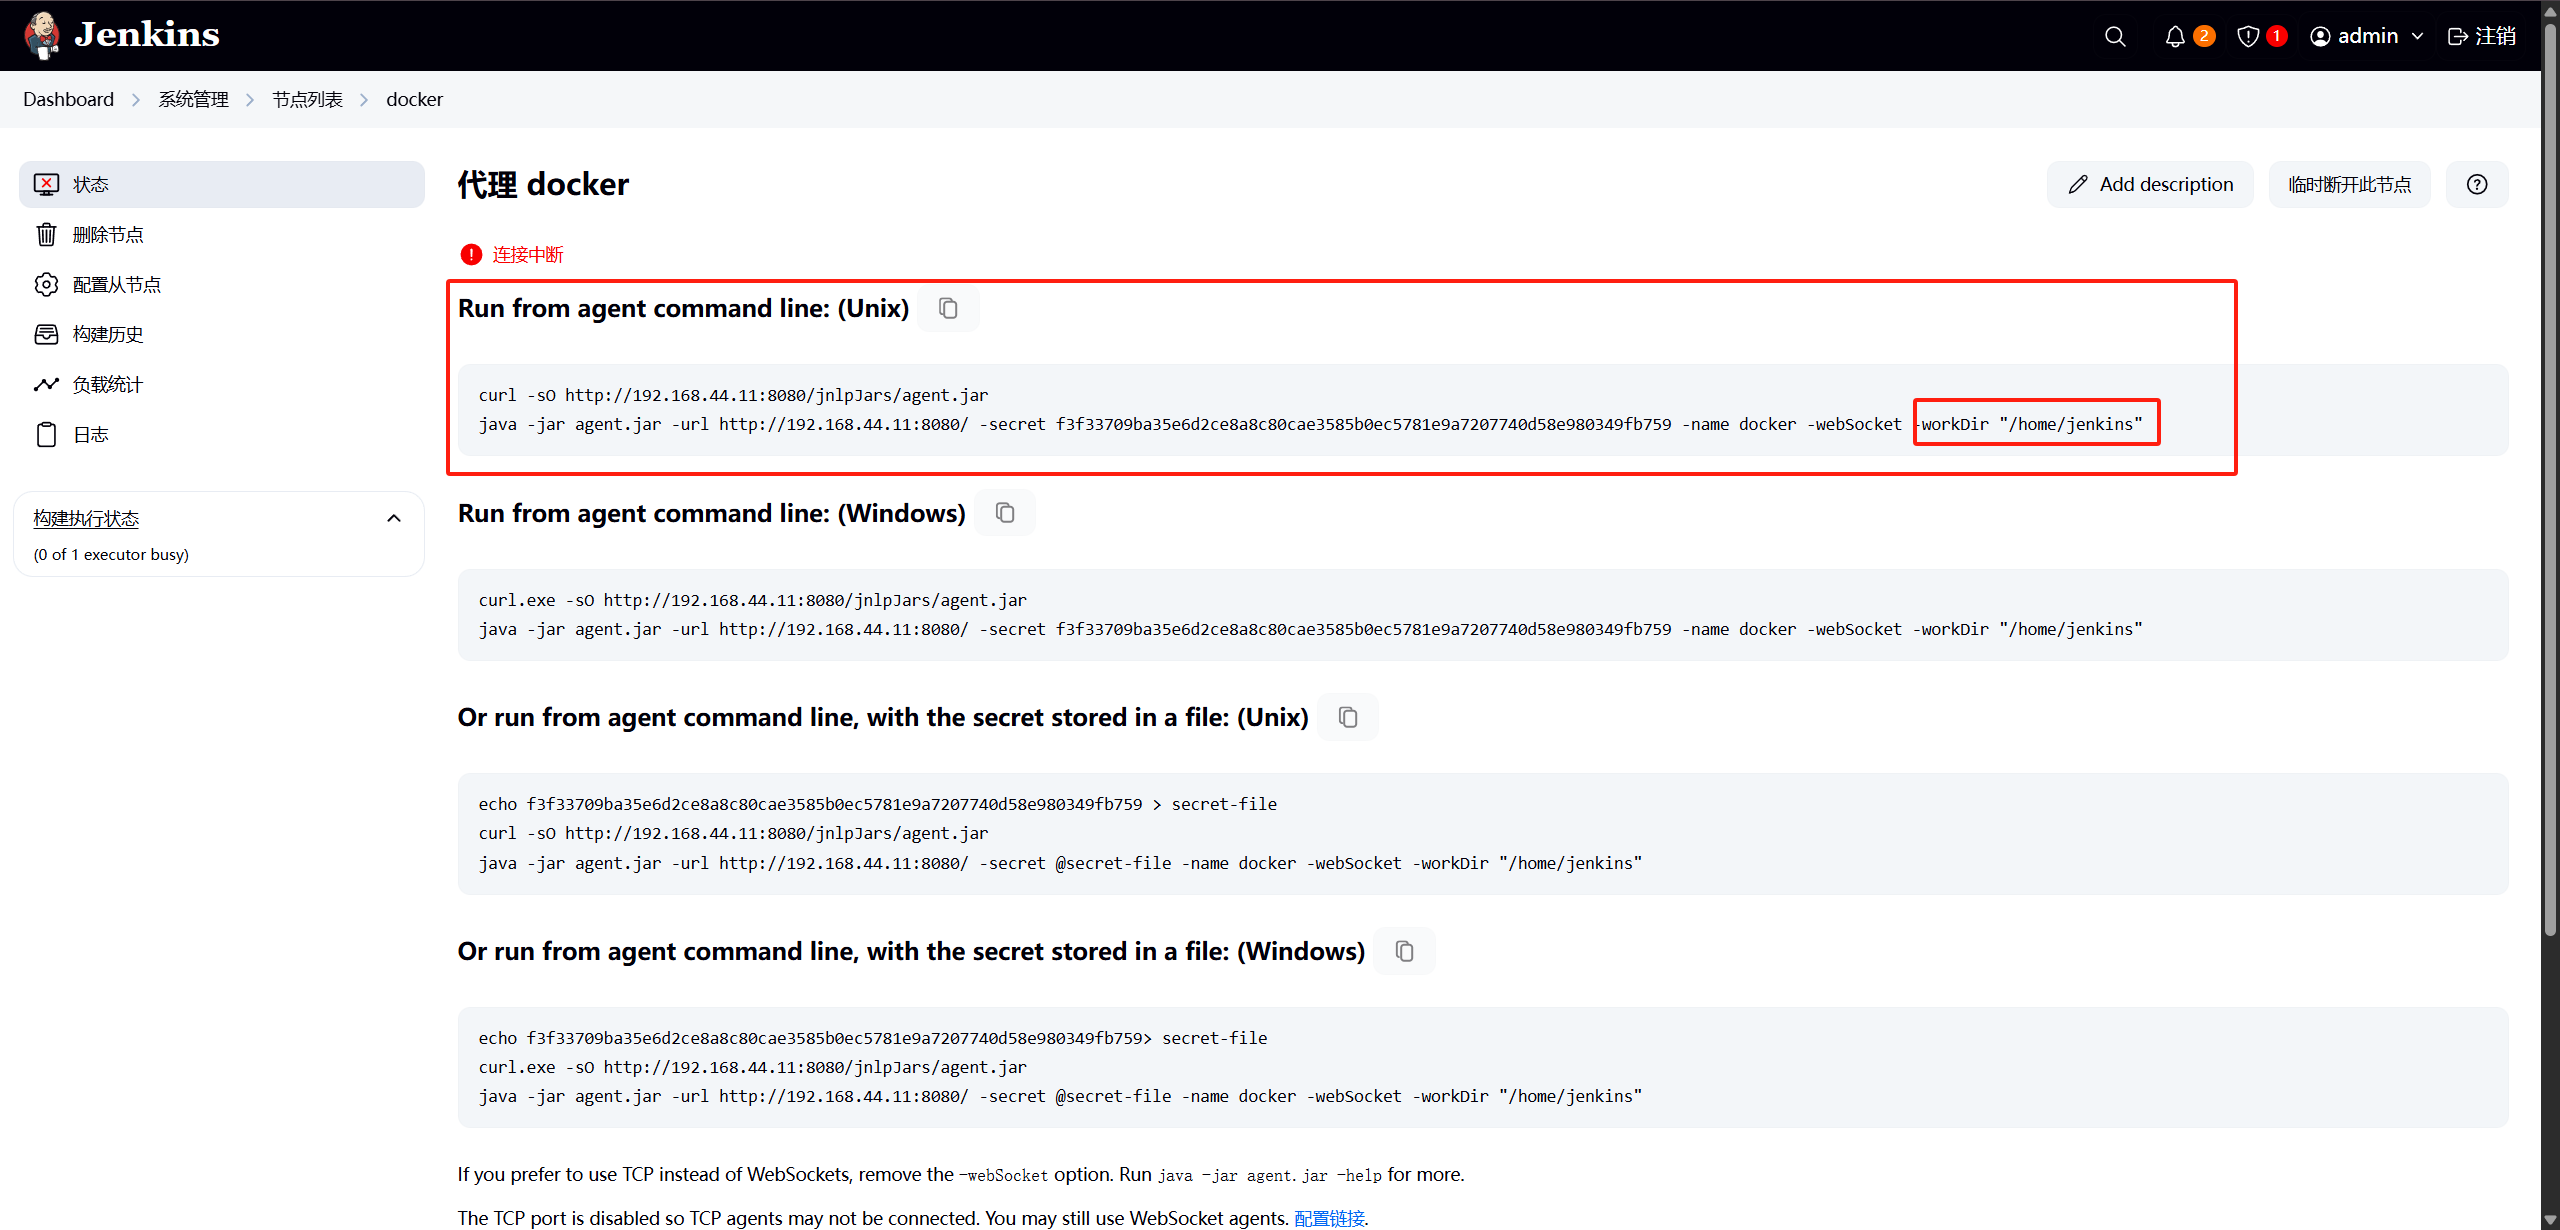 Jenkins
2
1
admin
注销
Dashboard
系统管理
节点列表
docker
状态
删除节点
配置从节点
构建历史
负载统计
日志
构建执行状态
(0 of 1 executor busy)
代理 docker
Add description
临时断开此节点
连接中断
Run from agent command line: (Unix)
curl -sO http://192.168.44.11:8080/jnlpJars/agent.jar
java -jar agent.jar -url http://192.168.44.11:8080/ -secret f3f33709ba35e6d2ce8a8c80cae3585b0ec5781e9a7207740d58e980349fb759 -name docker -webSocket -workDir "/home/jenkins"
Run from agent command line: (Windows)
curl.exe -sO http://192.168.44.11:8080/jnlpJars/agent.jar
java -jar agent.jar -url http://192.168.44.11:8080/ -secret f3f33709ba35e6d2ce8a8c80cae3585b0ec5781e9a7207740d58e980349fb759 -name docker -webSocket -workDir "/home/jenkins"
Or run from agent command line, with the secret stored in a file: (Unix)
echo f3f33709ba35e6d2ce8a8c80cae3585b0ec5781e9a7207740d58e980349fb759 > secret-file
curl -sO http://192.168.44.11:8080/jnlpJars/agent.jar
java -jar agent.jar -url http://192.168.44.11:8080/ -secret @secret-file -name docker -webSocket -workDir "/home/jenkins"
Or run from agent command line, with the secret stored in a file: (Windows)
echo f3f33709ba35e6d2ce8a8c80cae3585b0ec5781e9a7207740d58e980349fb759> secret-file
curl.exe -sO http://192.168.44.11:8080/jnlpJars/agent.jar
java -jar agent.jar -url http://192.168.44.11:8080/ -secret @secret-file -name docker -webSocket -workDir "/home/jenkins"
If you prefer to use TCP instead of WebSockets, remove the -webSocket option. Run java -jar agent.jar -help for more.
The TCP port is disabled so TCP agents may not be connected. You may still use WebSocket agents. 配置链接.